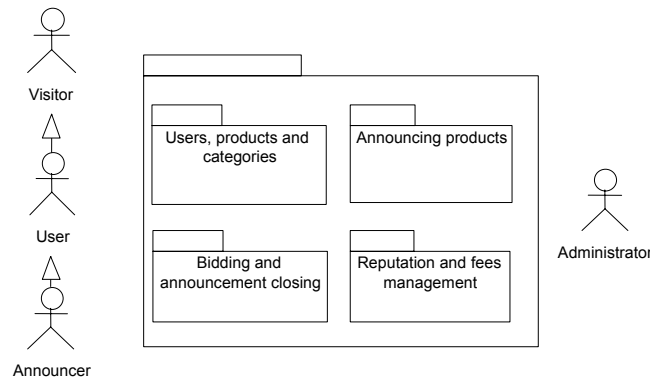 Visitor
User
Announcer
Users, products and
categories
Announcing products
Bidding and
announcement closing
Reputation and fees
management
Administrator